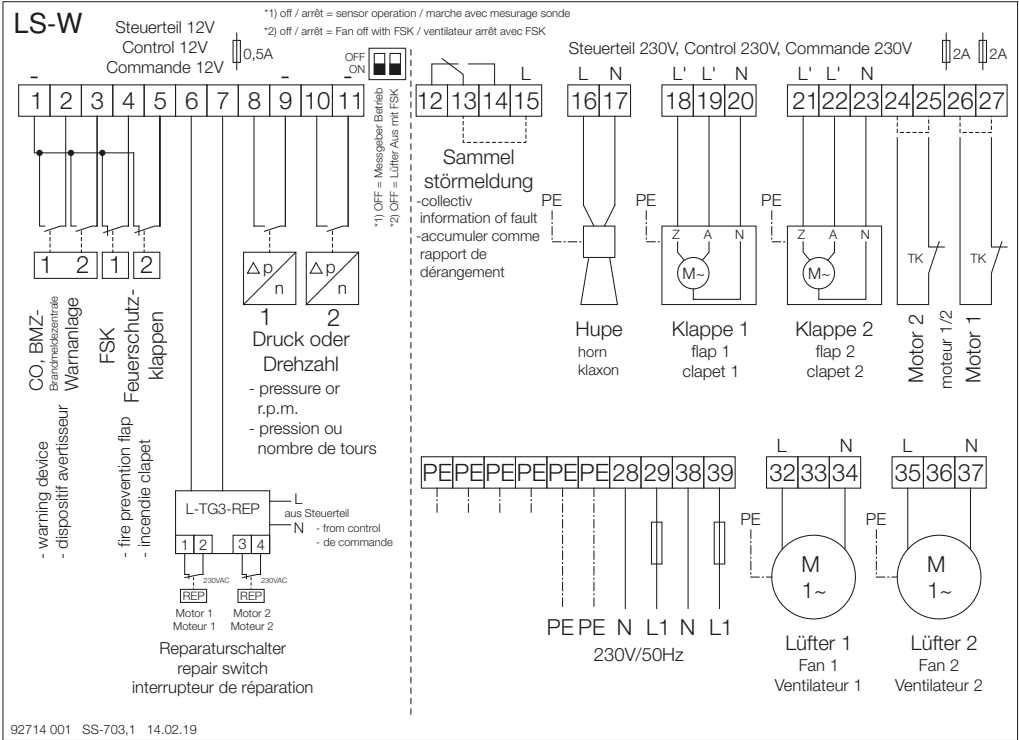 LS-W
Steuerteil 12V
Control 12V
Commande 12V
0,5A
*1) off / arrêt = sensor operation / marche avec mesurage sonde
*2) off / arrêt = Fan off with FSK / ventilateur arrêt avec FSK
OFF
ON
- - -
1 2 3 4 5 6 7 8 9 10 11
*1) OFF = Messgeber Betrieb
*2) OFF = Lüfter Aus mit FSK
1 2
1 2
CO, BMZ-
Brandmeldezentrale
Warnanlage
- warning device
- dispositif avertisseur
FSK
Feuerschutz-
klappen
- fire prevention flap
- incendie clapet
Δp
n
1
Δp
n
2
Druck oder
Drehzahl
- pressure or
r.p.m.
- pression ou
nombre de tours
L-TG3-REP
L
aus Steuerteil
N
- from control
- de commande
1 2 3 4
230VAC 230VAC
REP REP
Motor 1 Motor 2
Moteur 1 Moteur 2
Reparaturschalter
repair switch
interrupteur de réparation
Steuerteil 230V, Control 230V, Commande 230V
2A 2A
L
12 13 14 15
Sammel
störmeldung
-collectiv
information of fault
-accumuler comme
rapport de
dérangement
L N
16 17
PE
Hupe
horn
klaxon
L' L' N
18 19 20
PE
Z A N
M~
Klappe 1
flap 1
clapet 1
L' L' N
21 22 23 24 25 26 27
PE
Z A N
M~
Klappe 2
flap 2
clapet 2
TK
TK
Motor 2
moteur 1/2
Motor 1
PE PE PE PE PE PE 28 29 38 39
PE PE N L1 N L1
230V/50Hz
L N
32 33 34
PE
M
1~
Lüfter 1
Fan 1
Ventilateur 1
L N
35 36 37
PE
M
1~
Lüfter 2
Fan 2
Ventilateur 2
92714 001 SS-703,1 14.02.19